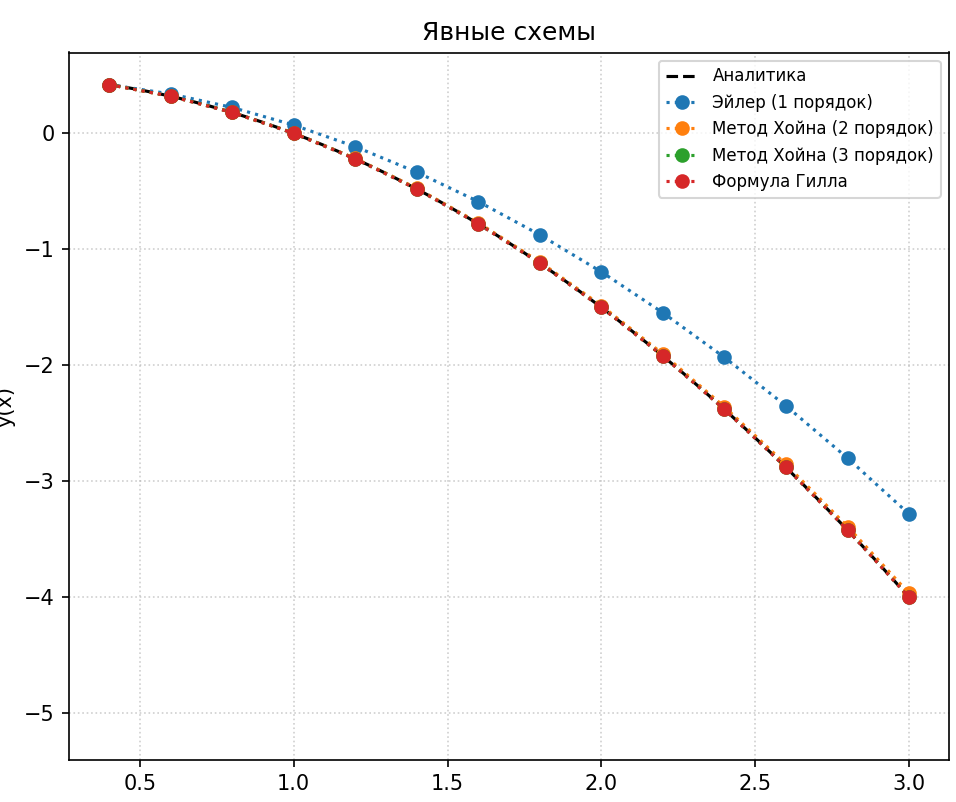 Явные схемы
Аналитика
Эйлер (1 порядок)
Метод Хойна (2 порядок)
Метод Хойна (3 порядок)
Формула Гилла
y(x)
0
−1
−2
−3
−4
−5
0.5 1.0 1.5 2.0 2.5 3.0